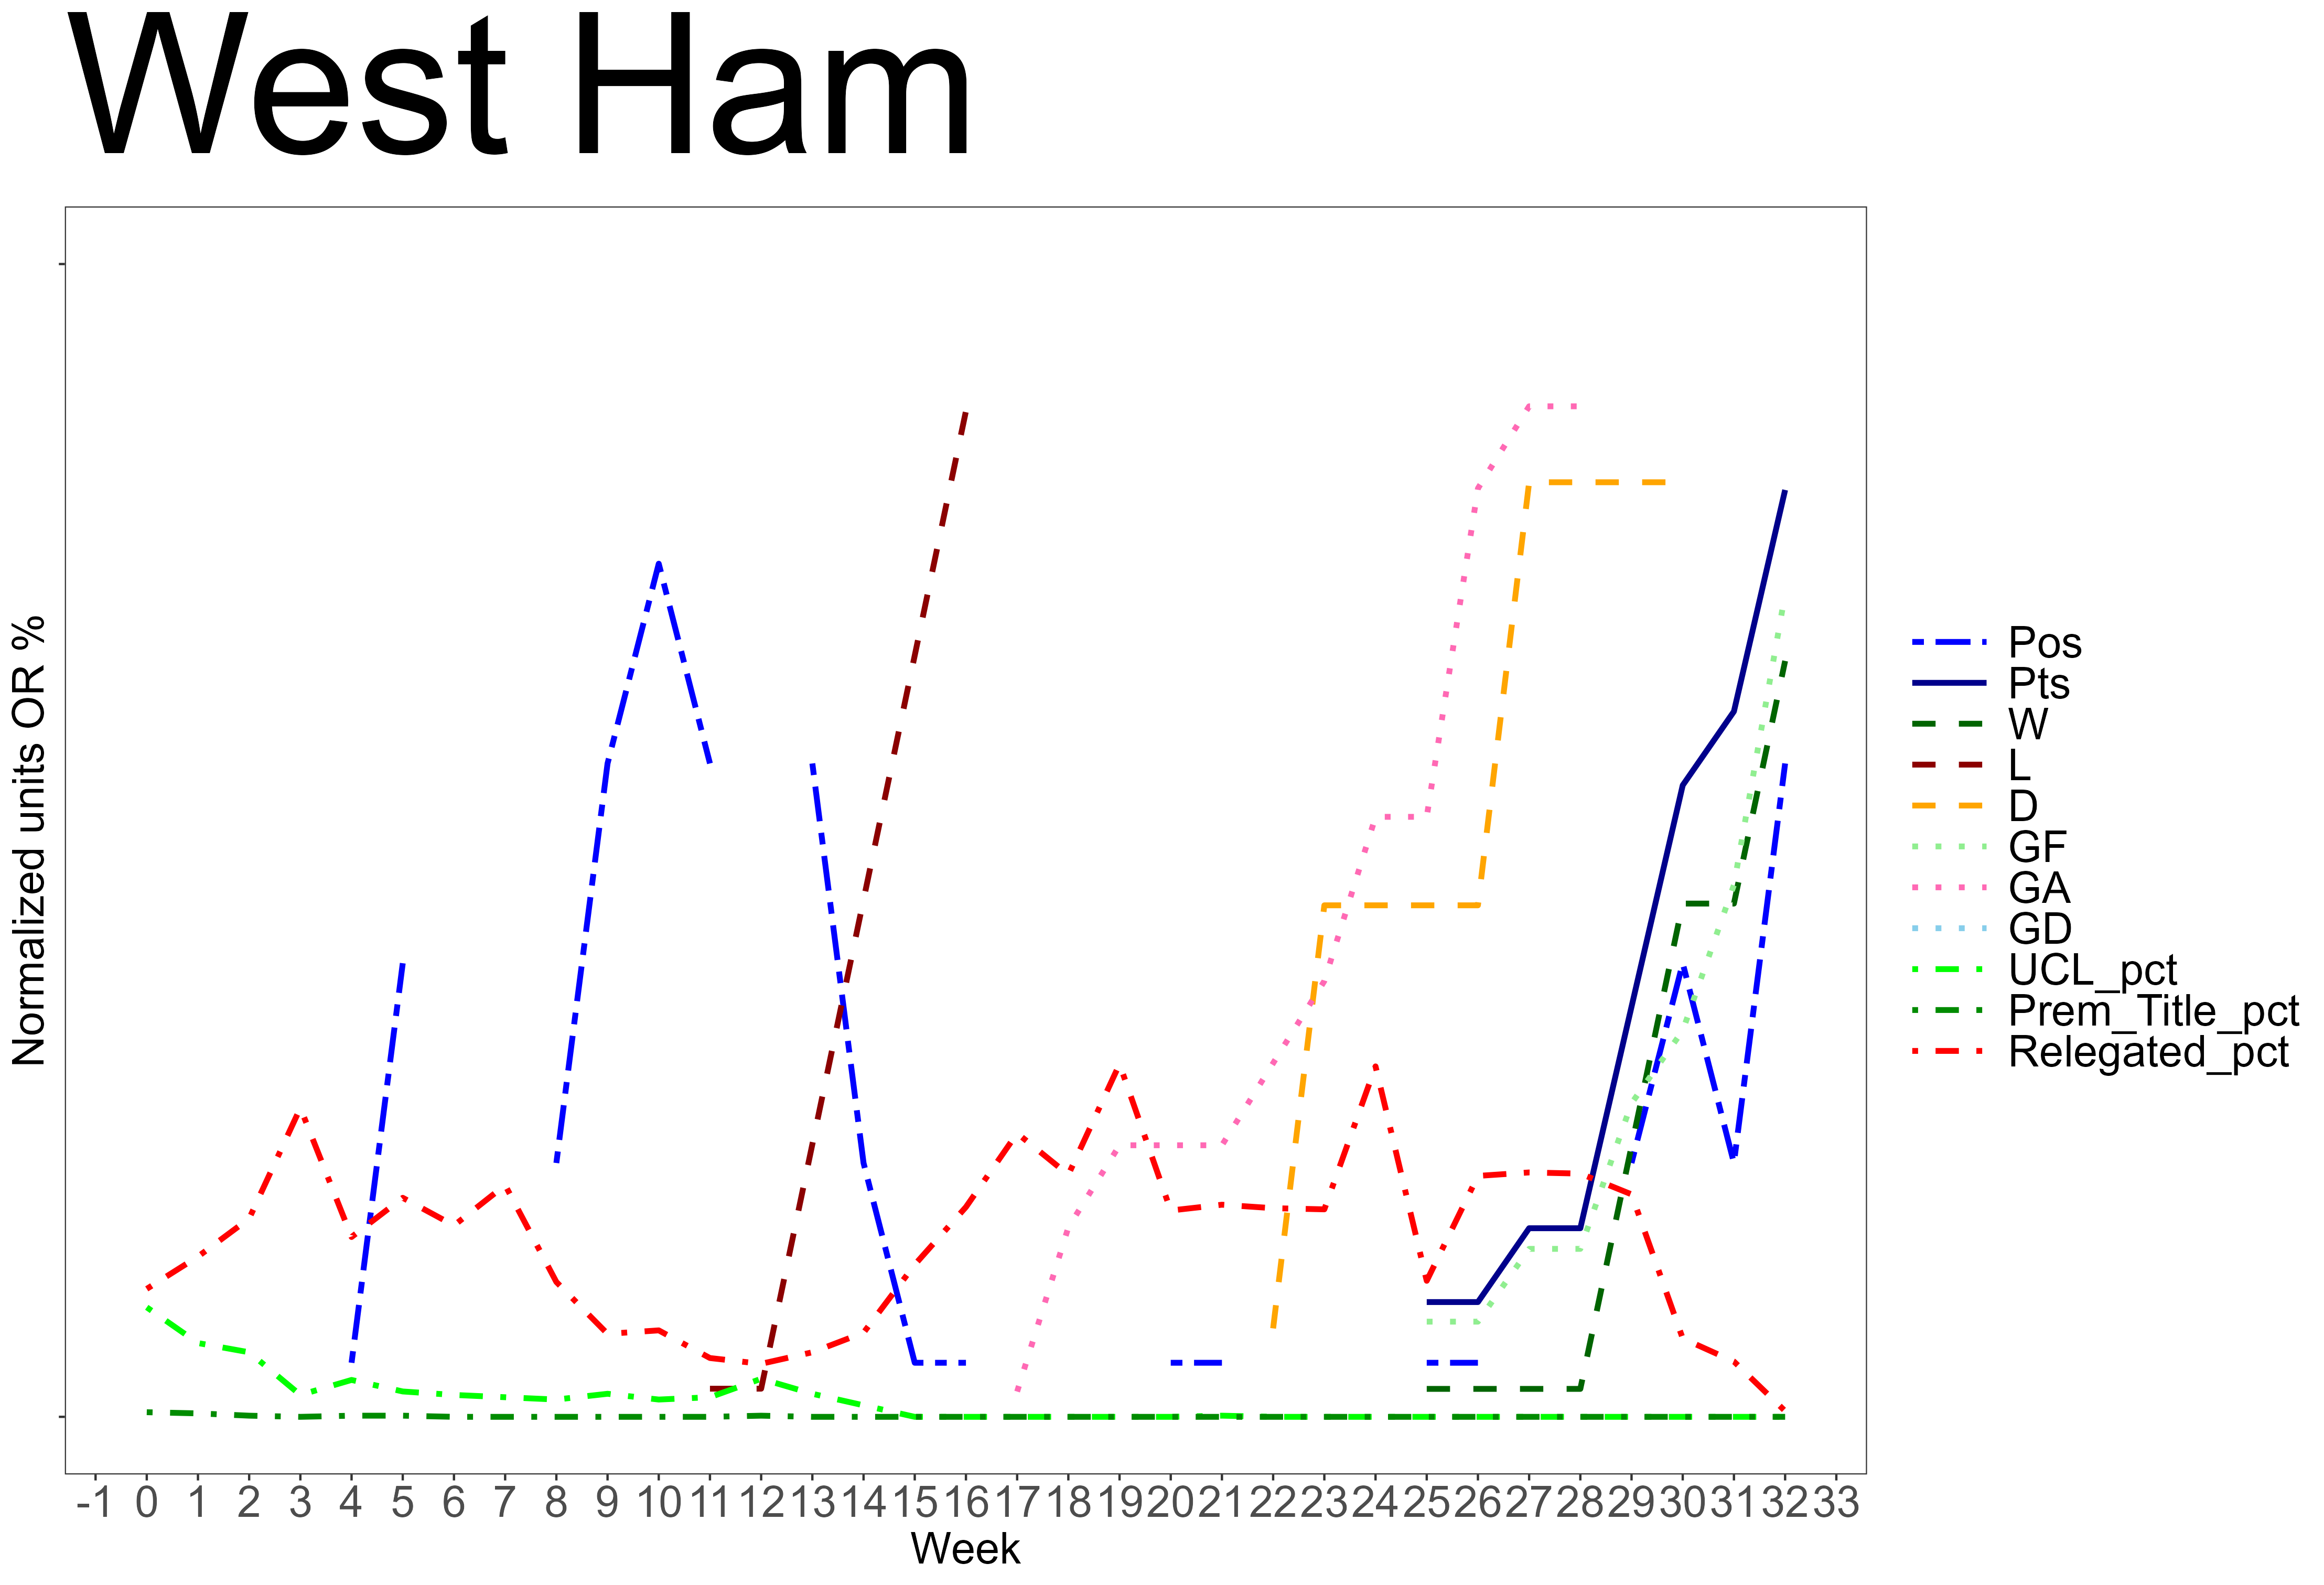 West Ham
Normalized units OR %
Pos
Pts
W
L
D
GF
GA
GD
UCL_pct
Prem_Title_pct
Relegated_pct
-1 0 1 2 3 4 5 6 7 8 9 10 11 12 13 14 15 16 17 18 19 20 21 22 23 24 25 26 27 28 29 30 31 32 33
Week